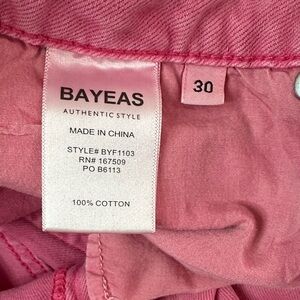 BAYEAS
AUTHENTIC STYLE
MADE IN CHINA
STYLE# BYF1103
RN# 167509
PO B6113
100% COTTON
30